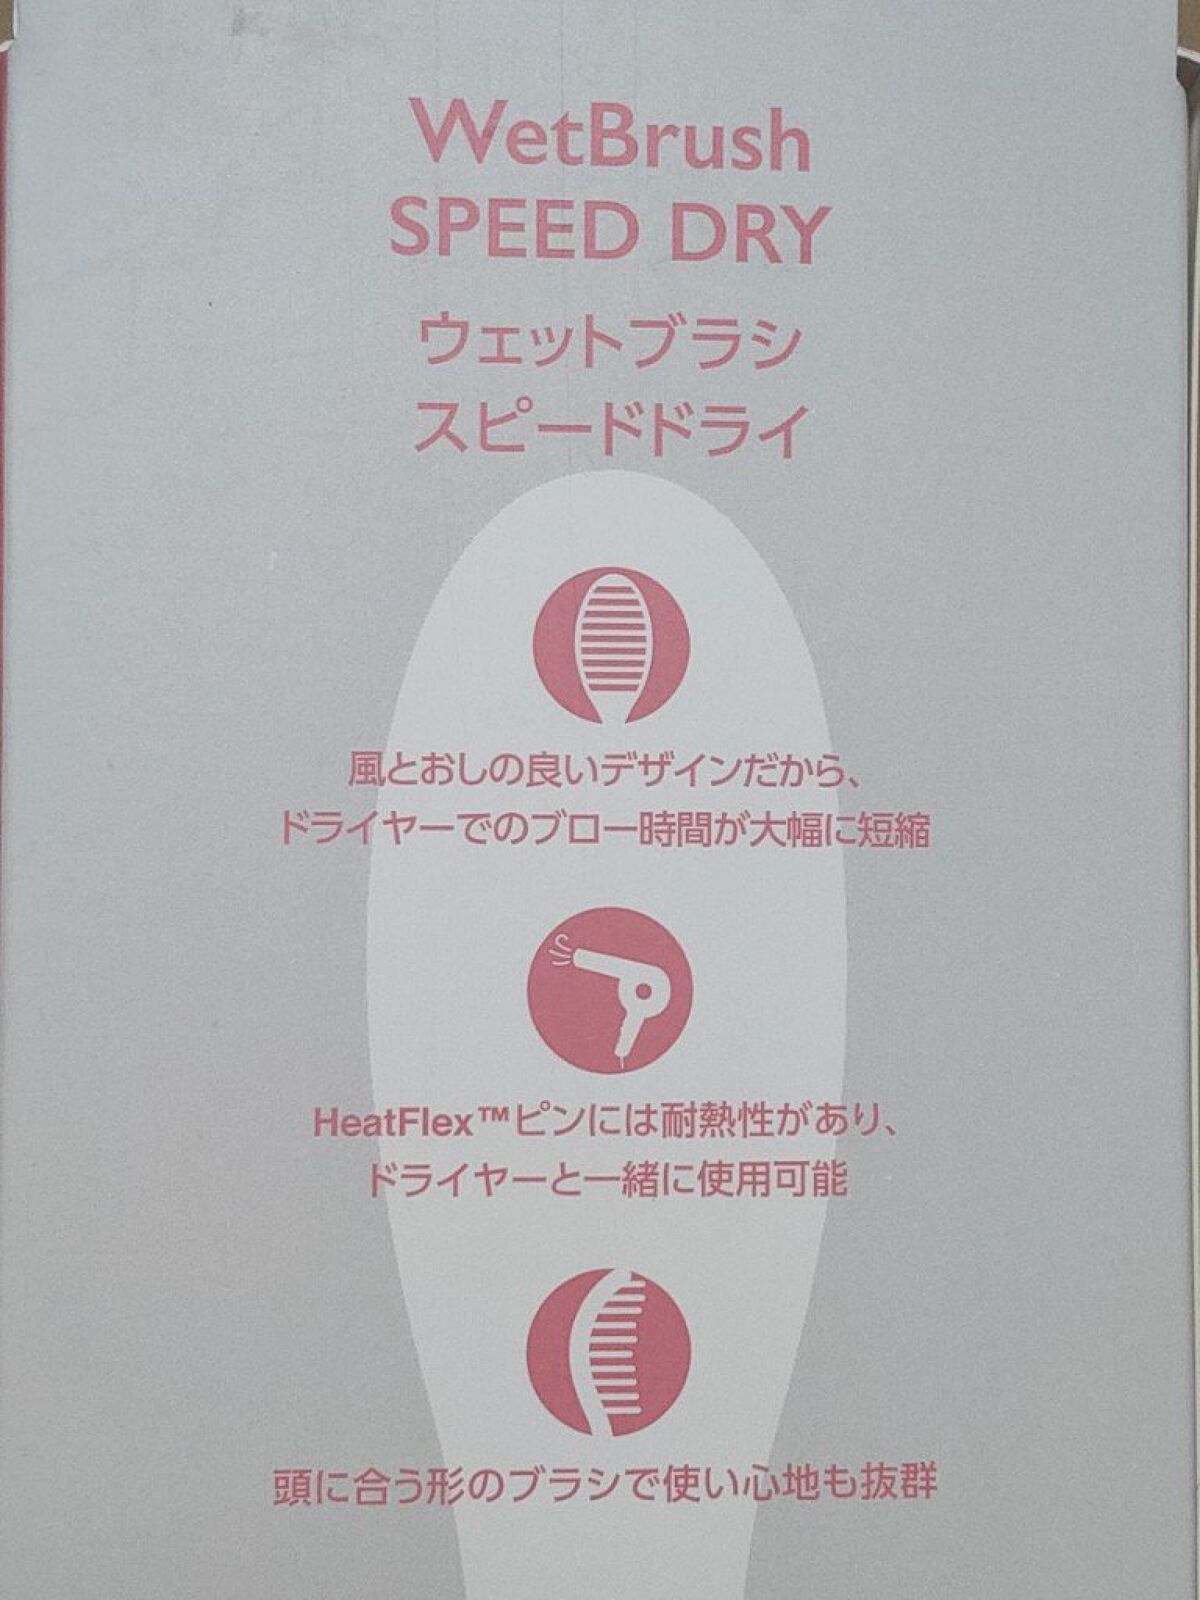 WetBrush
SPEED DRY
ウェットブラシ
スピードドライ
風とおしの良いデザインだから、
ドライヤーでのブロー時間が大幅に短縮
HeatFlex™ピンには耐熱性があり、
ドライヤーと一緒に使用可能
頭に合う形のブラシで使い心地も抜群